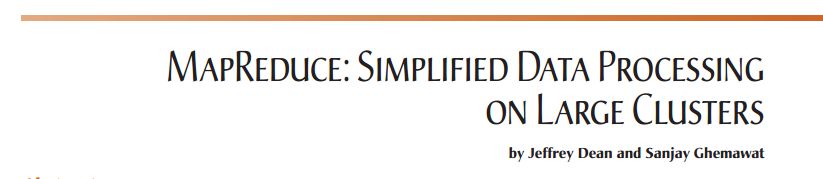 MAPREDUCE: SIMPLIFIED DATA PROCESSING
ON LARGE CLUSTERS
by Jeffrey Dean and Sanjay Ghemawat